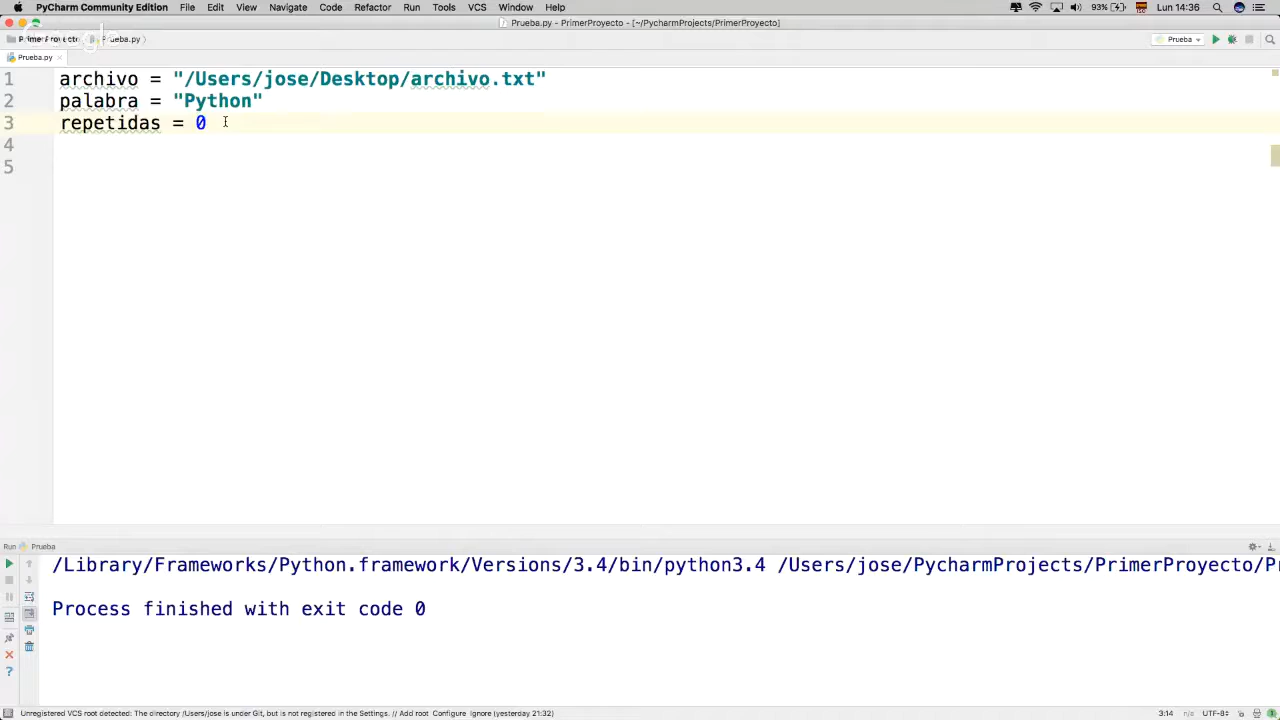 PyCharm Community Edition File Edit View Navigate Code Refactor Run Tools VCS Window Help 93% Lun 14:36
Prueba.py - PrimerProyecto - [~/PycharmProjects/PrimerProyecto]
Prueba.py Prueba
Prueba.py
1 archivo = "/Users/jose/Desktop/archivo.txt"
2 palabra = "Python"
3 repetidas = 0
4
5
Run Prueba
/Library/Frameworks/Python.framework/Versions/3.4/bin/python3.4 /Users/jose/PycharmProjects/PrimerProyecto/Pr
Process finished with exit code 0
Unregistered VCS root detected: The directory /Users/jose is under Git, but is not registered in the Settings. // Add root Configure Ignore (yesterday 21:32) 3:14 n/s UTF-8